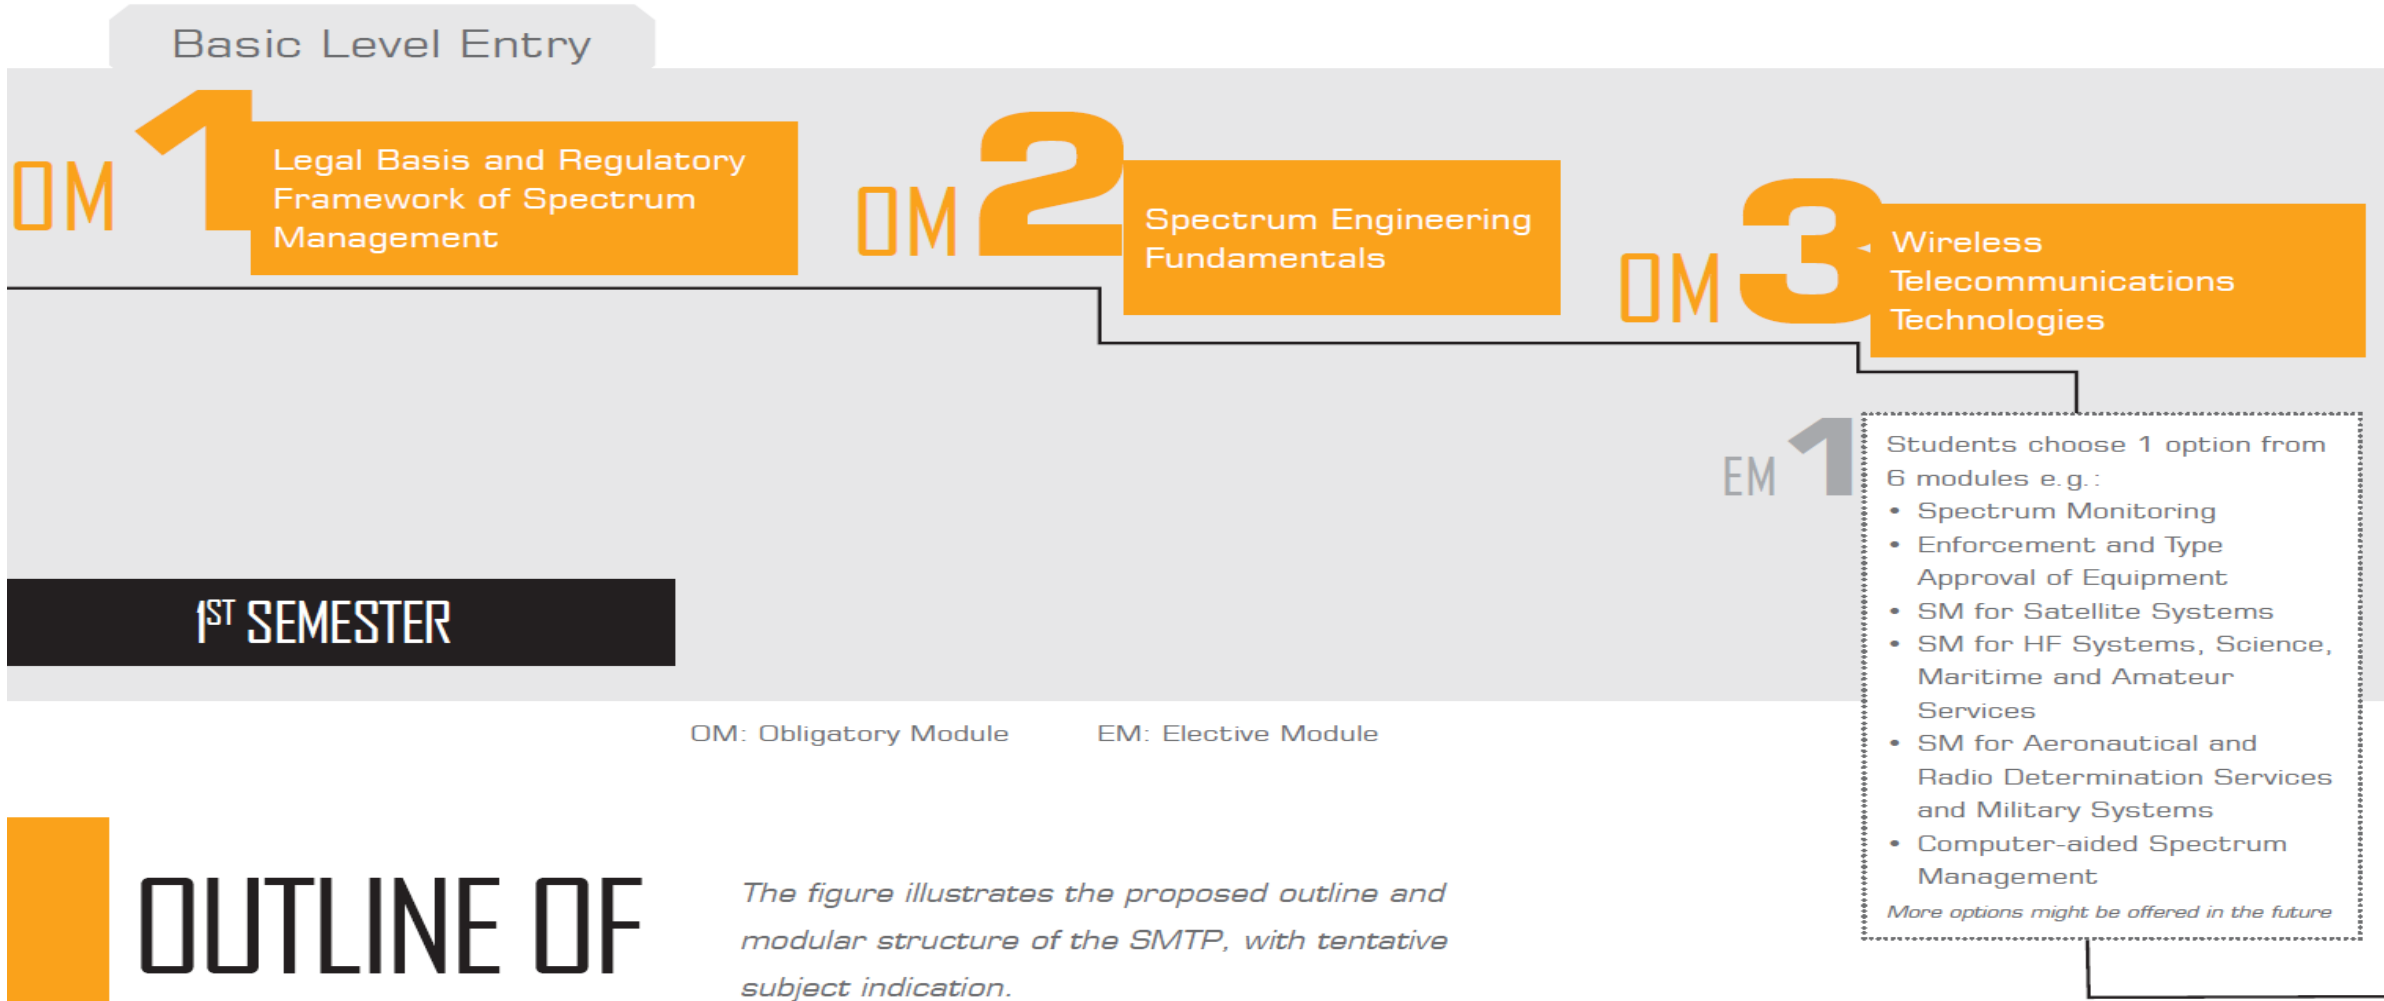 Basic Level Entry
OM 1
Legal Basis and Regulatory
Framework of Spectrum
Management
OM 2
Spectrum Engineering
Fundamentals
OM 3
Wireless
Telecommunications
Technologies
EM 1
Students choose 1 option from
6 modules e.g.:
• Spectrum Monitoring
• Enforcement and Type
Approval of Equipment
• SM for Satellite Systems
• SM for HF Systems, Science,
Maritime and Amateur
Services
• SM for Aeronautical and
Radio Determination Services
and Military Systems
• Computer-aided Spectrum
Management
More options might be offered in the future
1ST SEMESTER
OM: Obligatory Module
EM: Elective Module
OUTLINE OF
The figure illustrates the proposed outline and
modular structure of the SMTP, with tentative
subject indication.